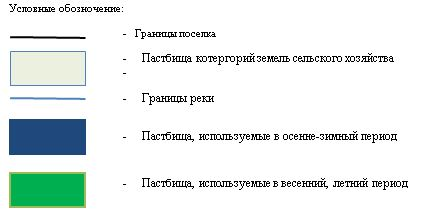 Условные обозначение:
- Границы поселка
- Пастбища котергорий земель сельского хозяйства
-
- Границы реки
- Пастбища, используемые в осенне-зимный период
- Пастбища, используемые в весенний, летний период